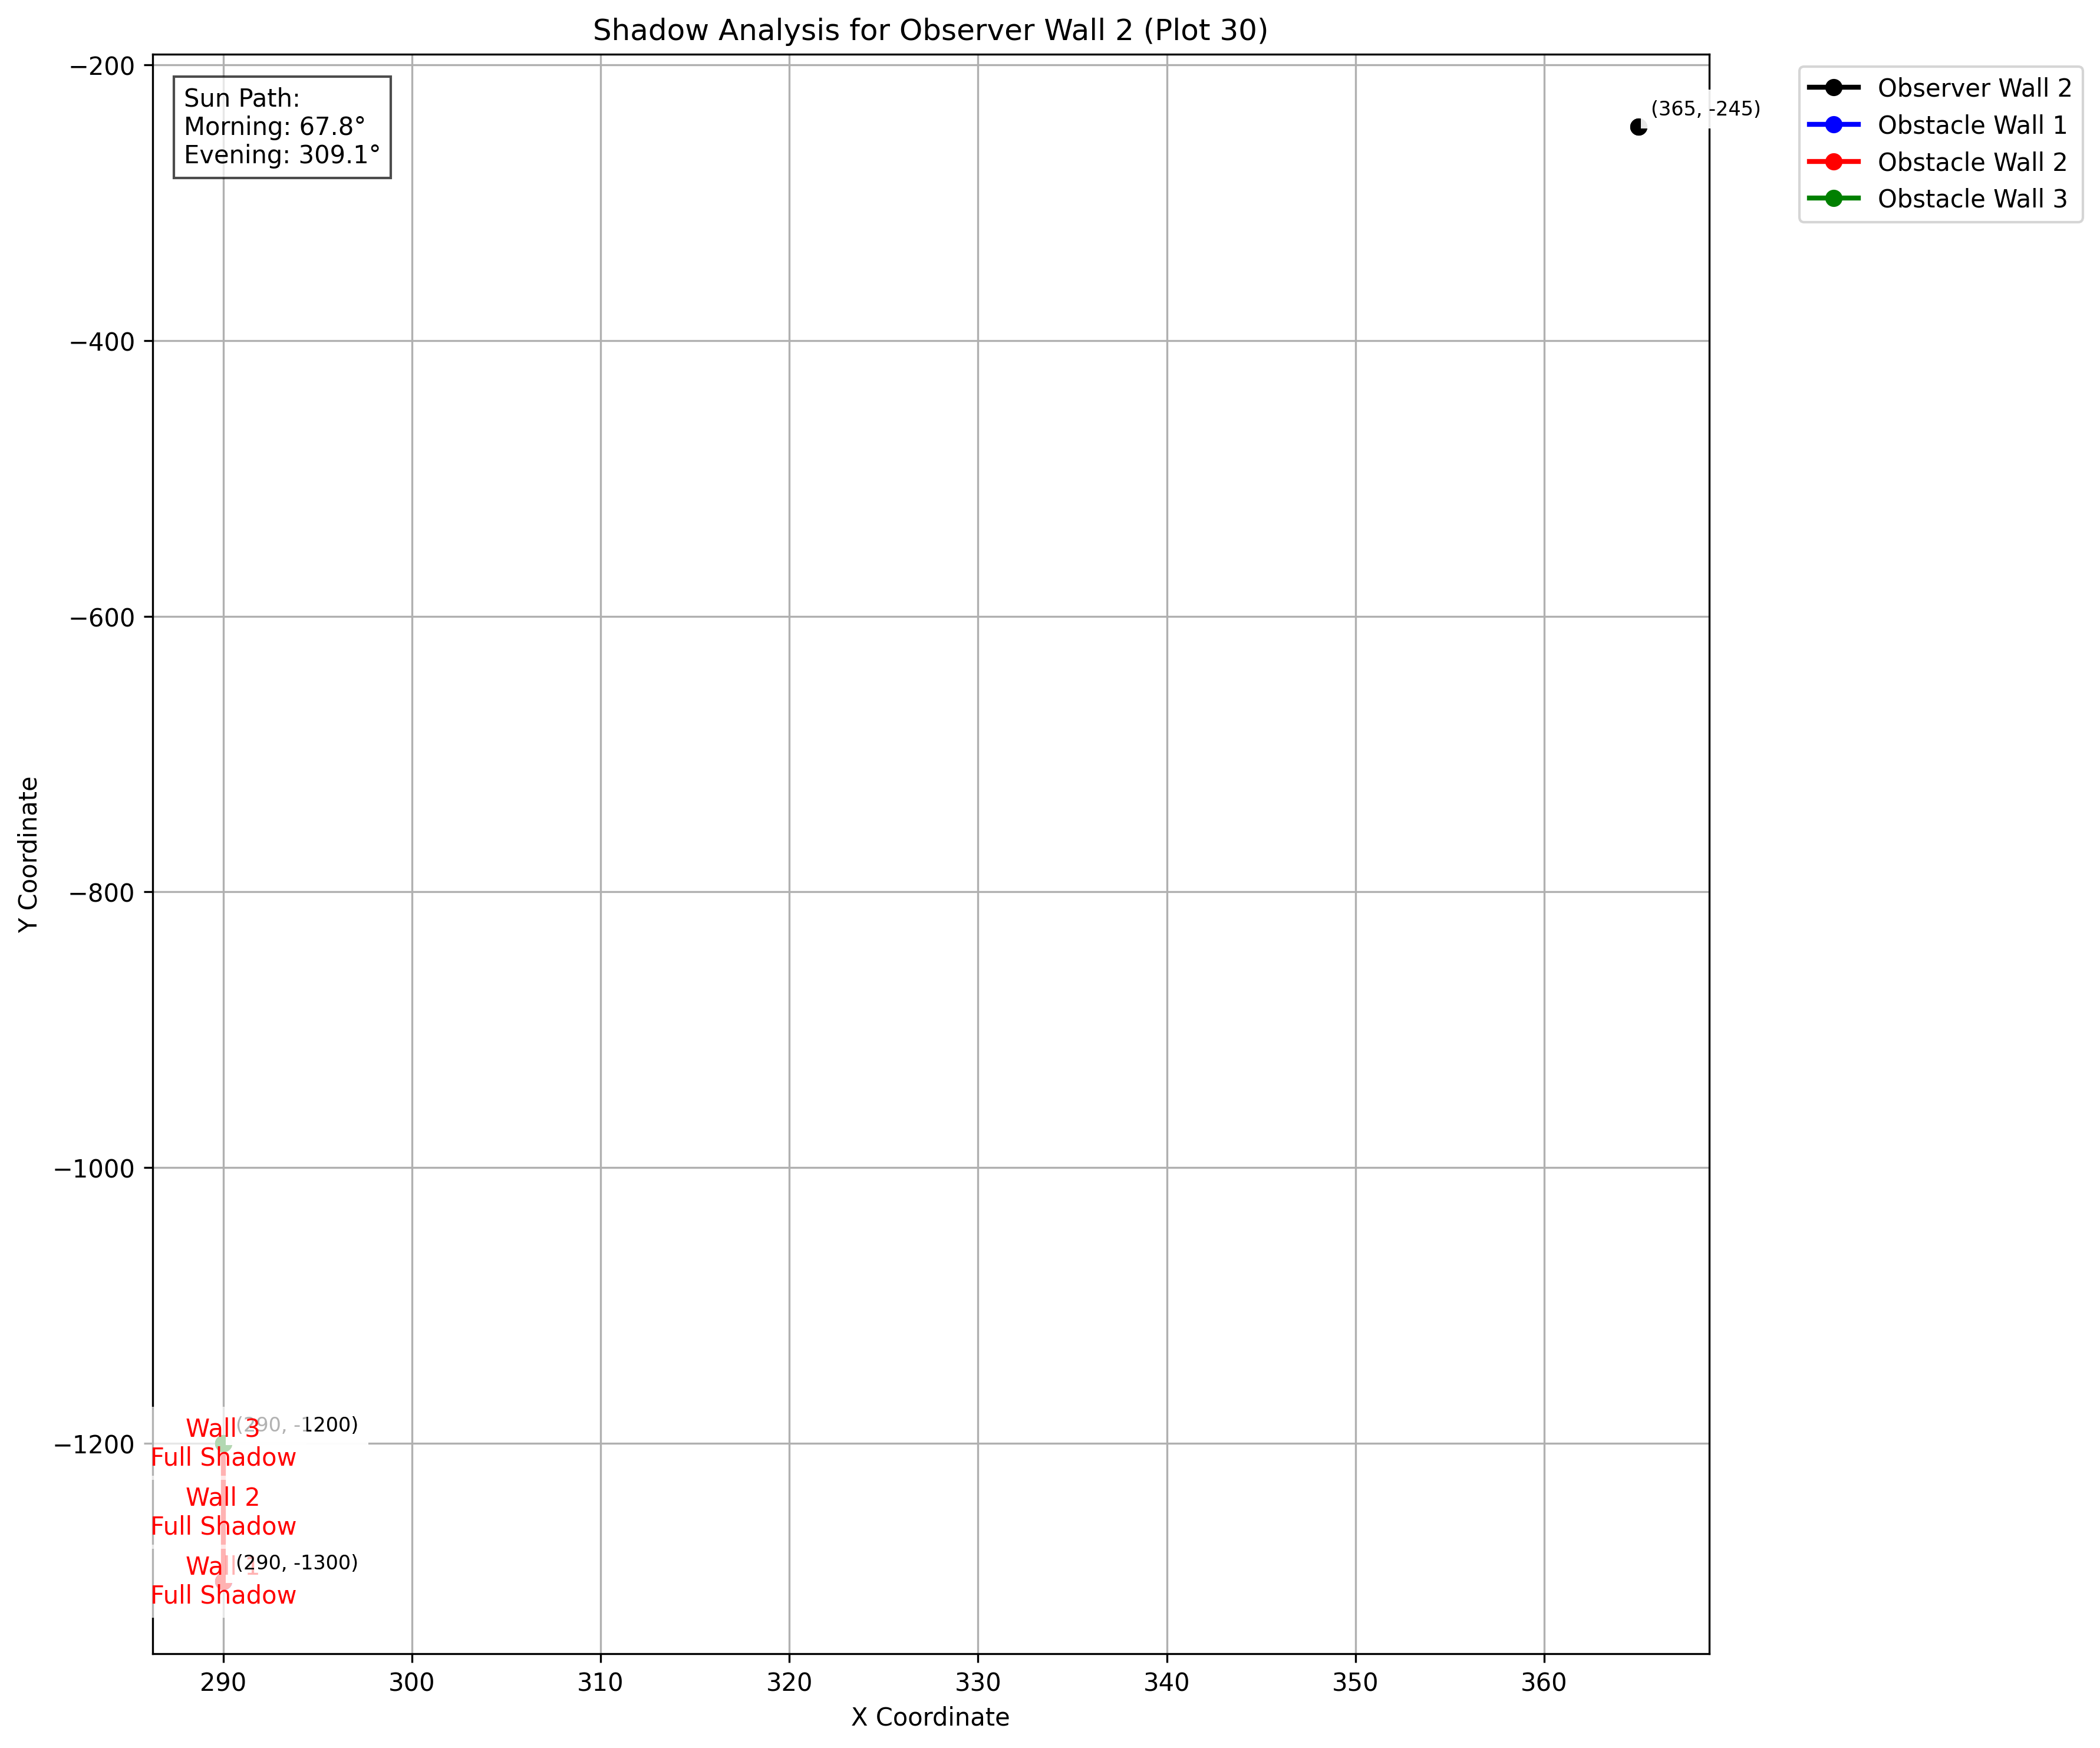 Shadow Analysis for Observer Wall 2 (Plot 30)
Sun Path:
Morning: 67.8°
Evening: 309.1°
(365, -245)
Observer Wall 2
Obstacle Wall 1
Obstacle Wall 2
Obstacle Wall 3
−200
−400
−600
−800
−1000
−1200
Y Coordinate
Wall 3
(290, -1200)
Full Shadow
Wall 2
Full Shadow
Wall 1
(290, -1300)
Full Shadow
290
300
310
320
330
340
350
360
X Coordinate